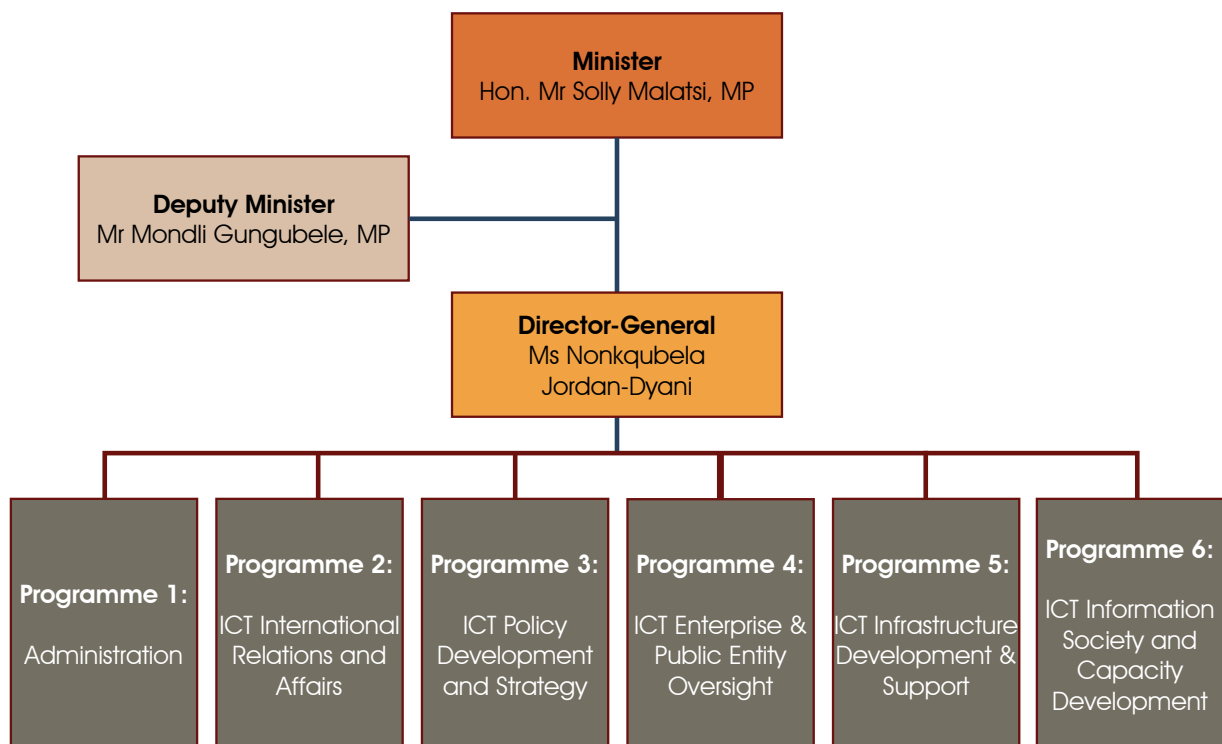 Minister
Hon. Mr Solly Malatsi, MP
Deputy Minister
Mr Mondli Gungubele, MP
Director-General
Ms Nonkqubela
Jordan-Dyani
Programme 1:
Administration
Programme 2:
ICT International
Relations and
Affairs
Programme 3:
ICT Policy
Development
and Strategy
Programme 4:
ICT Enterprise &
Public Entity
Oversight
Programme 5:
ICT Infrastructure
Development &
Support
Programme 6:
ICT Information
Society and
Capacity
Development